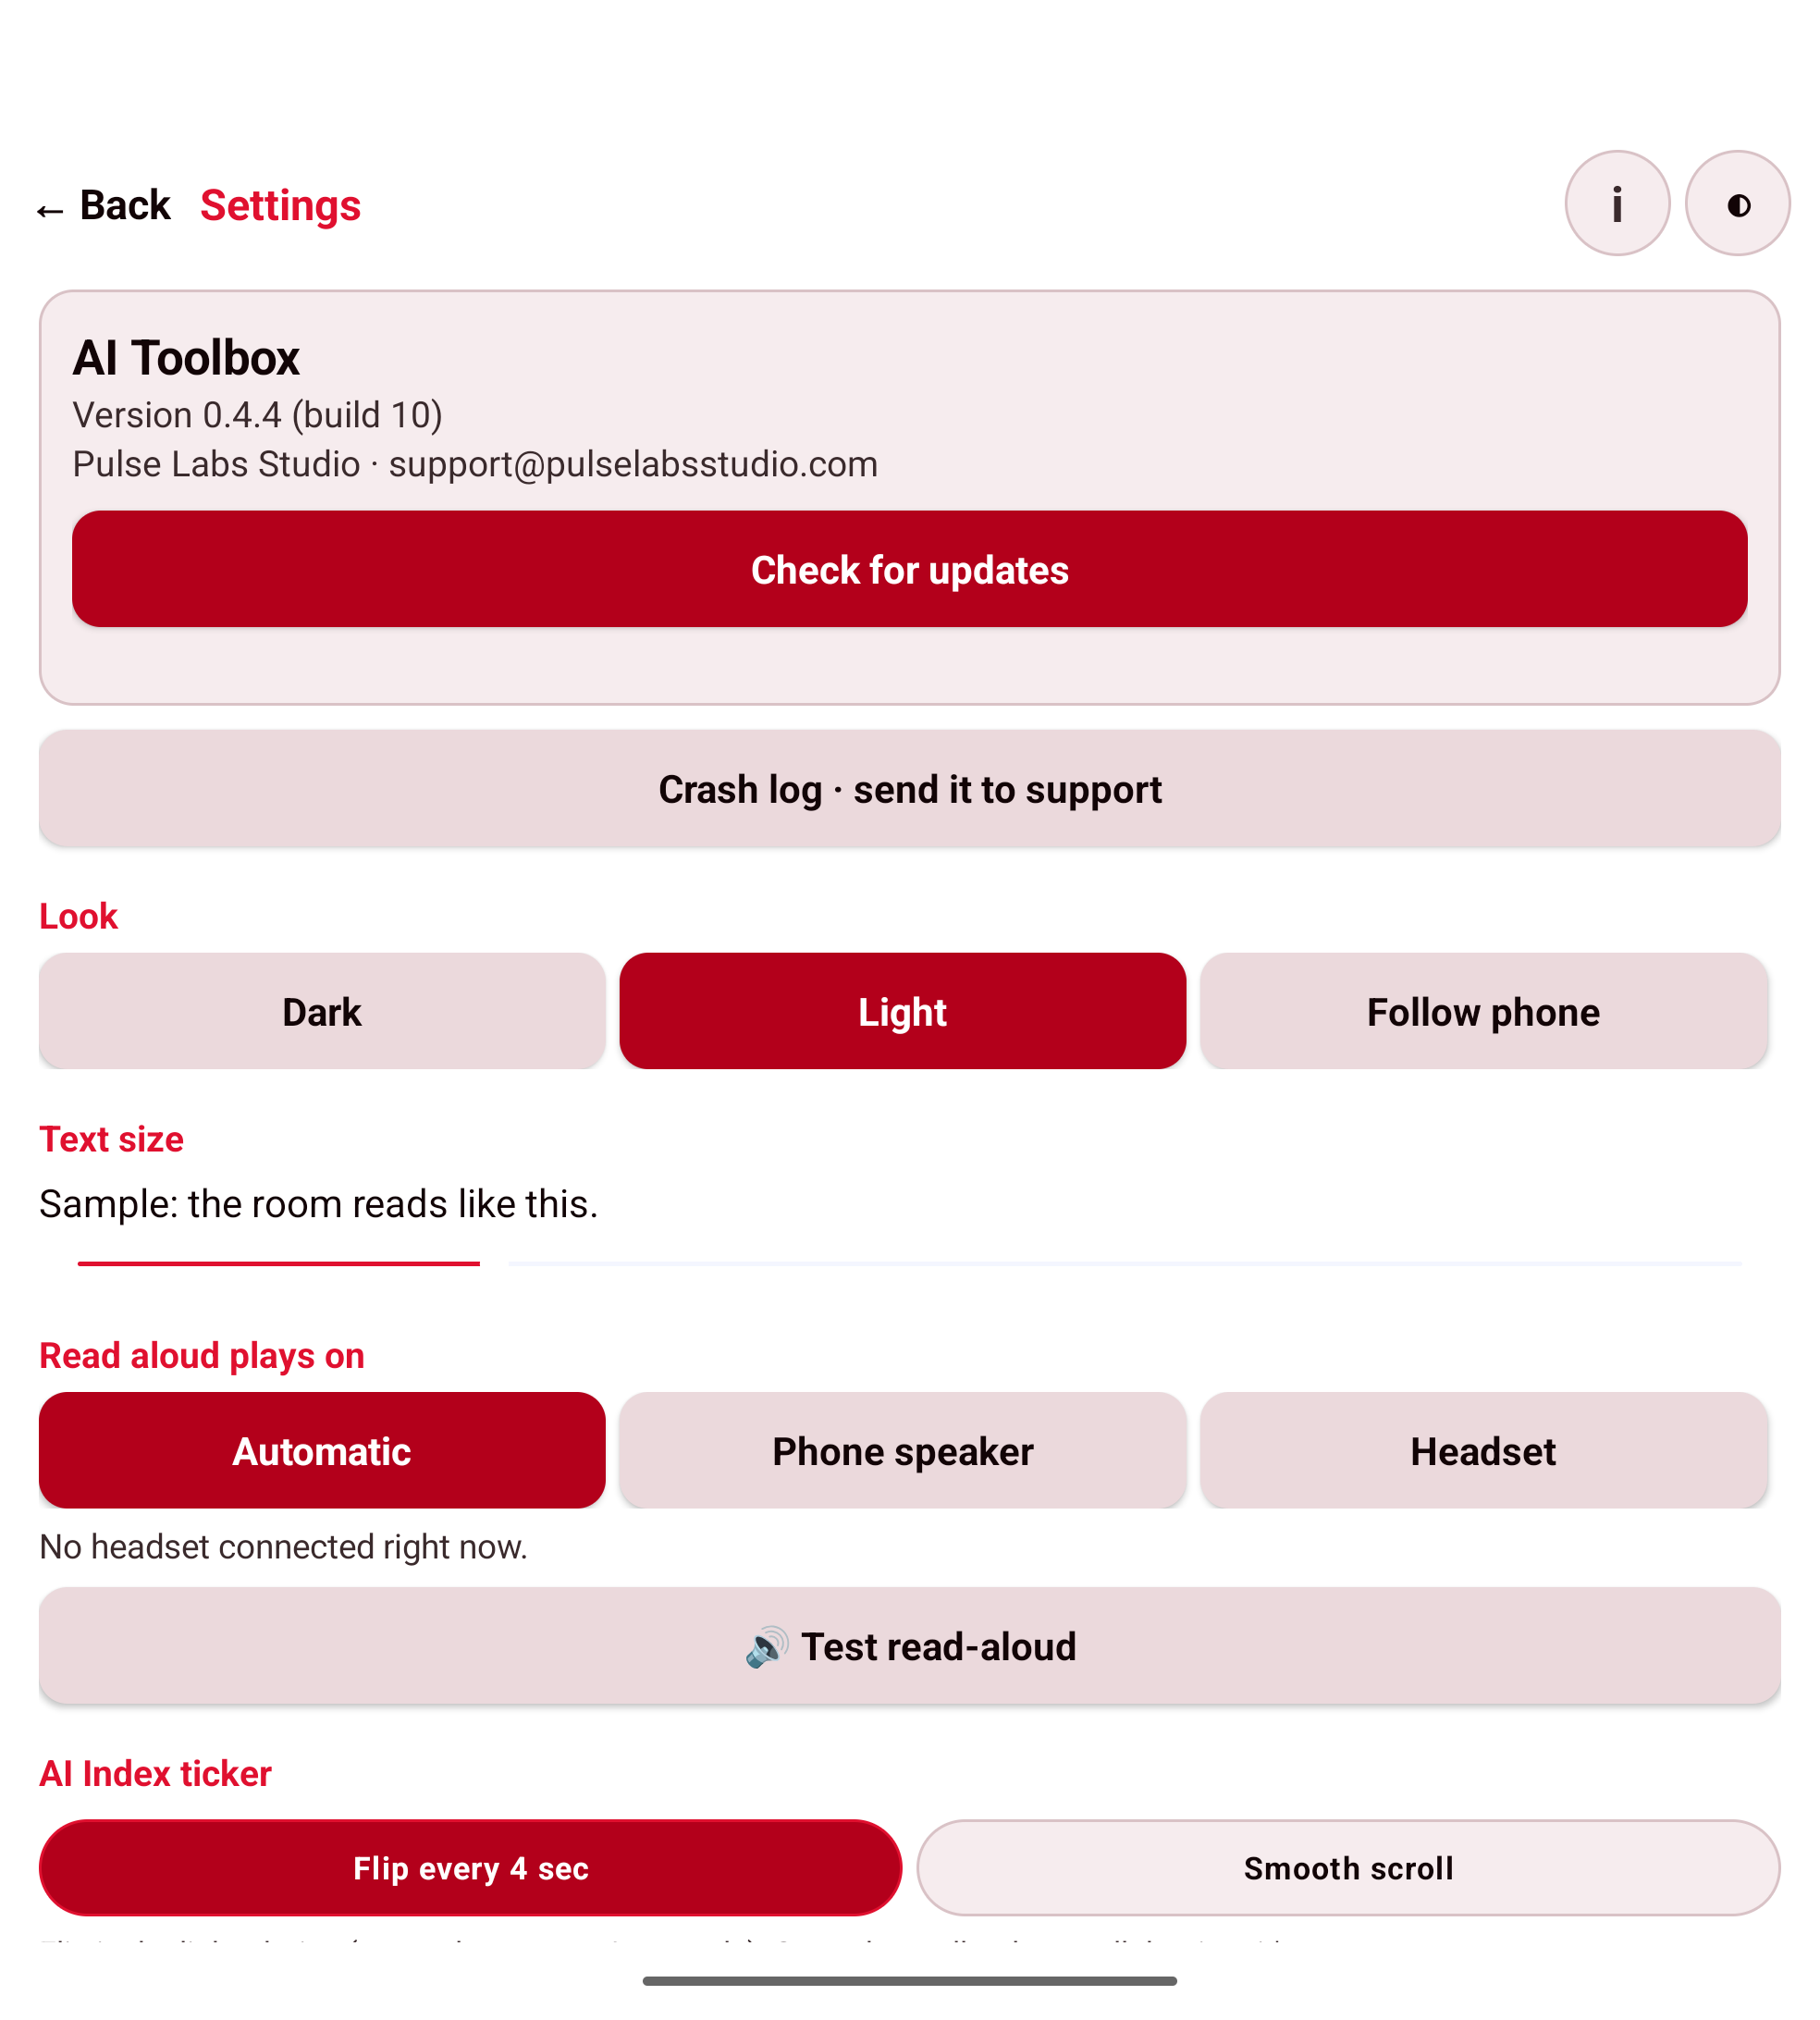 ← Back Settings
i
AI Toolbox
Version 0.4.4 (build 10)
Pulse Labs Studio · support@pulselabsstudio.com
Check for updates
Crash log · send it to support
Look
Dark Light Follow phone
Text size
Sample: the room reads like this.
Read aloud plays on
Automatic Phone speaker Headset
No headset connected right now.
🔊 Test read-aloud
AI Index ticker
Flip every 4 sec Smooth scroll